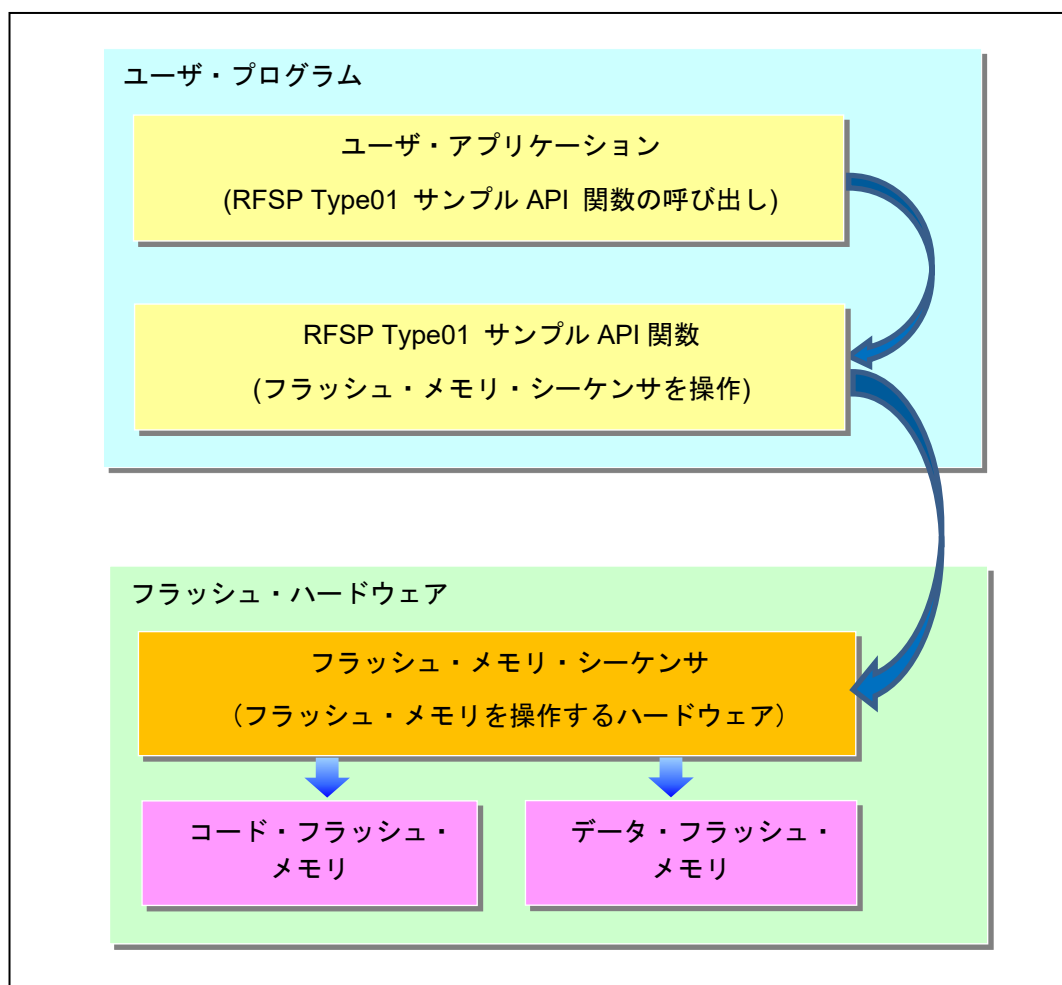 ユーザ・プログラム
ユーザ・アプリケーション
(RFSP Type01 サンプル API 関数の呼び出し)
RFSP Type01 サンプル API 関数
(フラッシュ・メモリ・シーケンサを操作)
フラッシュ・ハードウェア
フラッシュ・メモリ・シーケンサ
（フラッシュ・メモリを操作するハードウェア）
コード・フラッシュ・
メモリ
データ・フラッシュ・
メモリ